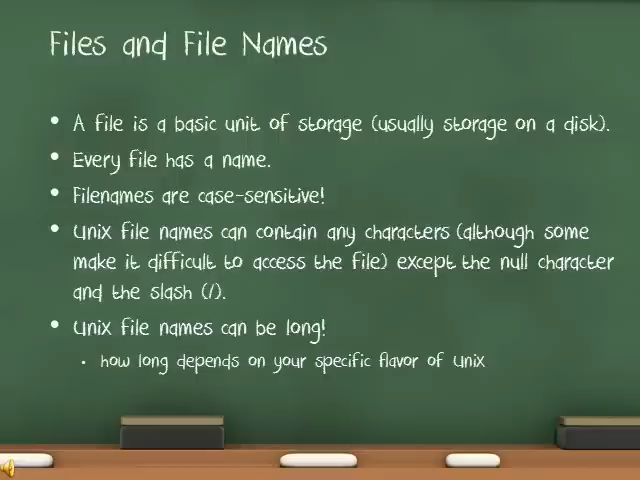 Files and File Names
• A file is a basic unit of storage (usually storage on a disk).
• Every file has a name.
• Filenames are case-sensitive!
• Unix file names can contain any characters (although some
make it difficult to access the file) except the null character
and the slash (/).
• Unix file names can be long!
• how long depends on your specific flavor of Unix